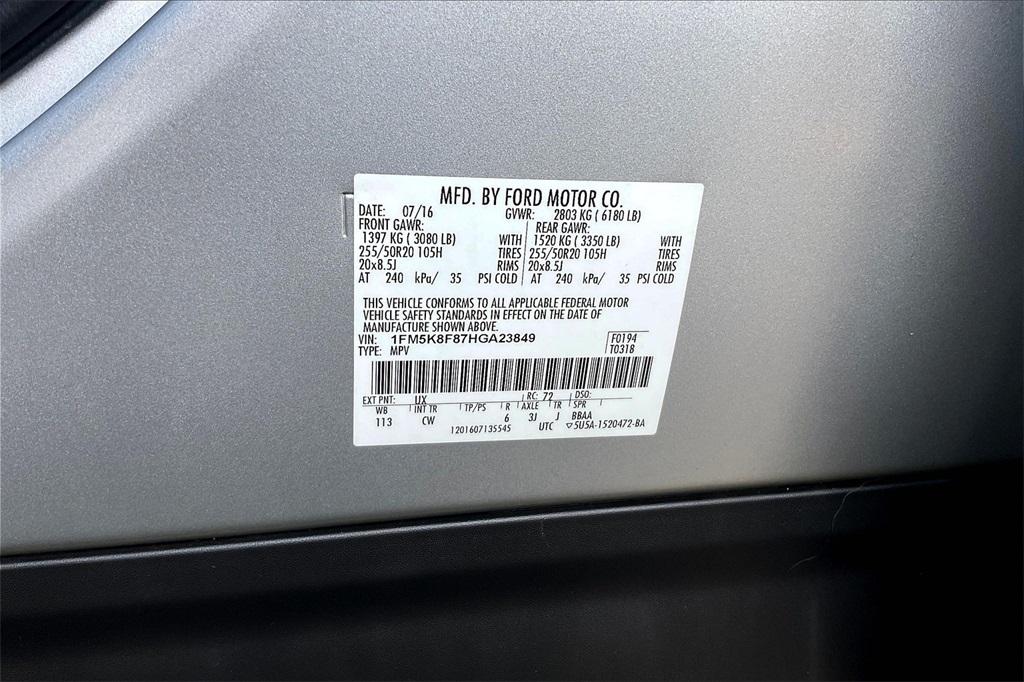 MFD. BY FORD MOTOR CO.
DATE: 07/16 GVWR: 2803 KG ( 6180 LB)
FRONT GAWR: REAR GAWR:
1397 KG ( 3080 LB) WITH 1520 KG ( 3350 LB) WITH
255/50R20 105H TIRES 255/50R20 105H TIRES
20x8.5J RIMS 20x8.5J RIMS
AT 240 kPa/ 35 PSI COLD AT 240 kPa/ 35 PSI COLD
THIS VEHICLE CONFORMS TO ALL APPLICABLE FEDERAL MOTOR
VEHICLE SAFETY STANDARDS IN EFFECT ON THE DATE OF
MANUFACTURE SHOWN ABOVE.
VIN: 1FM5K8F87HGA23849 F0194
TYPE: MPV T0318
EXT PNT: UX RC: 72 DSO:
WB INT TR TP/PS R AXLE TR SPR
113 CW 6 3J J BBAA
1201607135545 UTC ▽5U5A-1520472-BA